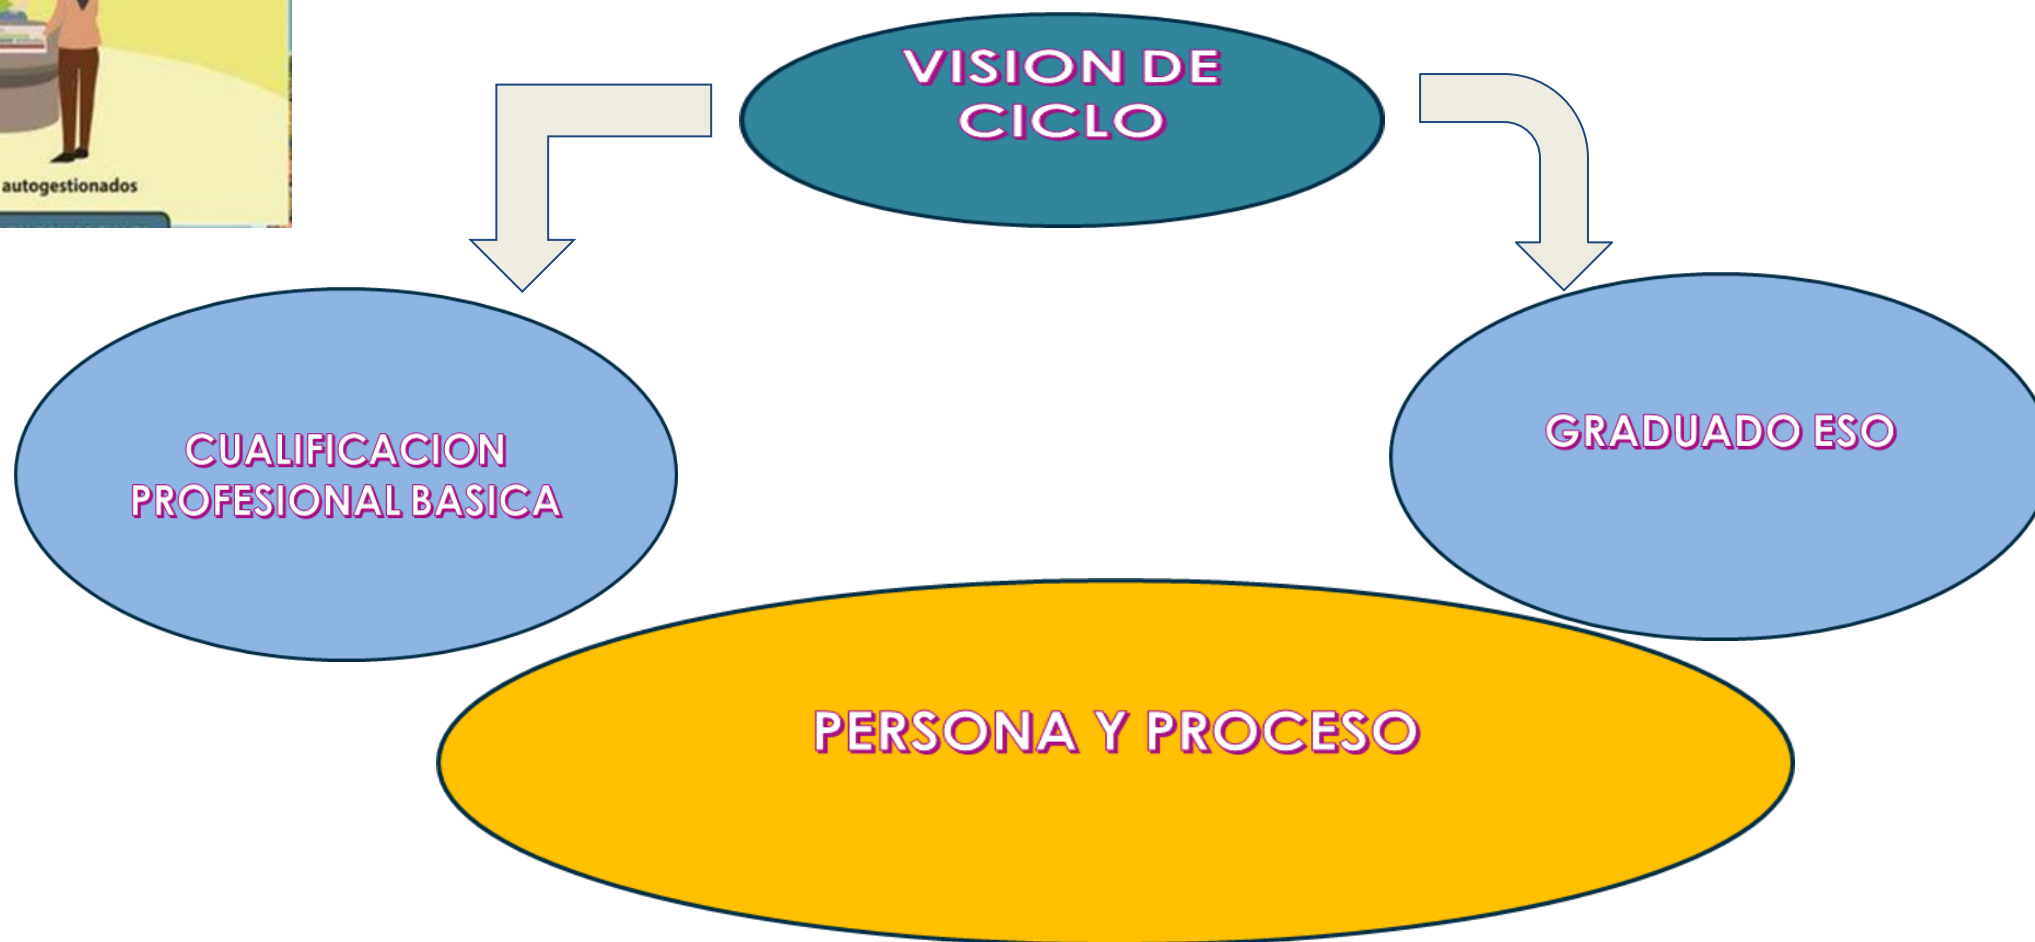 VISION DE
CICLO
autogestionados
CUALIFICACION
PROFESIONAL BASICA
GRADUADO ESO
PERSONA Y PROCESO